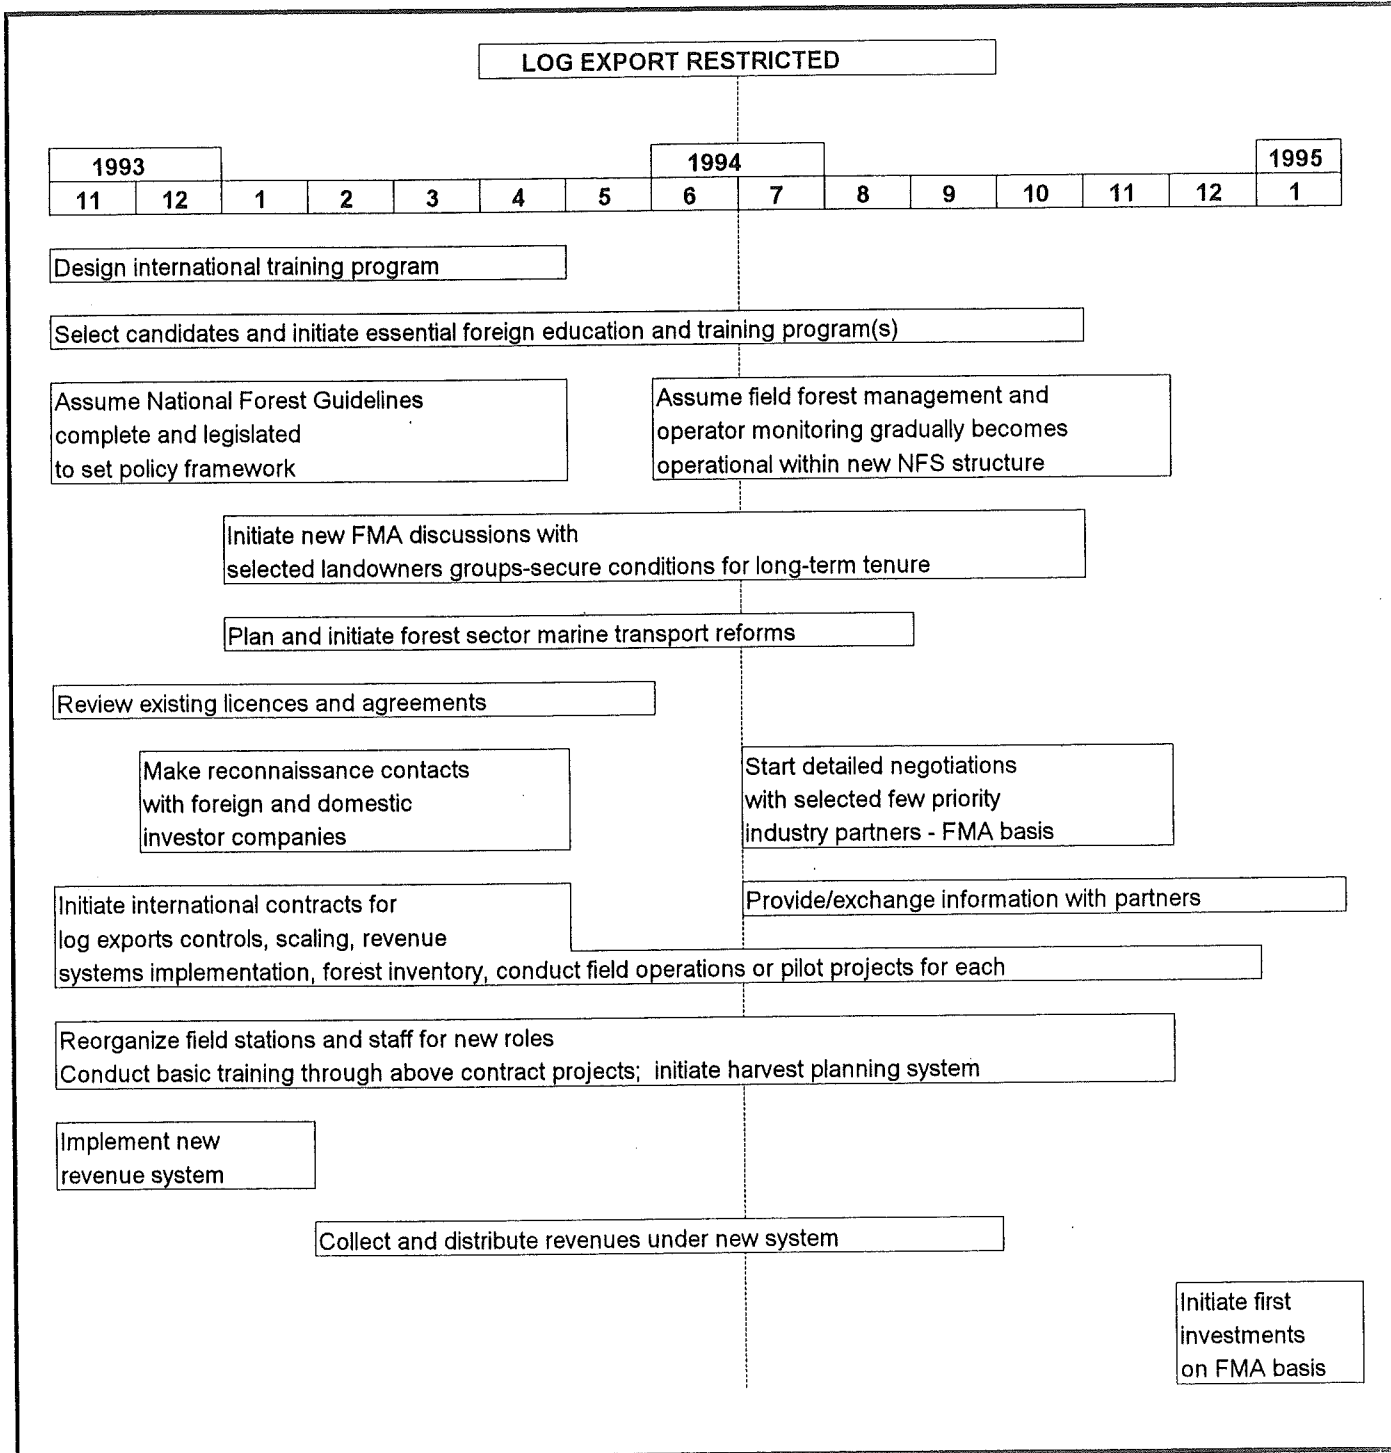 LOG EXPORT RESTRICTED
1993 1994 1995
11 12 1 2 3 4 5 6 7 8 9 10 11 12 1
Design international training program
Select candidates and initiate essential foreign education and training program(s)
Assume National Forest Guidelines
complete and legislated
to set policy framework
Assume field forest management and
operator monitoring gradually becomes
operational within new NFS structure
Initiate new FMA discussions with
selected landowners groups-secure conditions for long-term tenure
Plan and initiate forest sector marine transport reforms
Review existing licences and agreements
Make reconnaissance contacts
with foreign and domestic
investor companies
Start detailed negotiations
with selected few priority
industry partners - FMA basis
Provide/exchange information with partners
Initiate international contracts for
log exports controls, scaling, revenue
systems implementation, forest inventory, conduct field operations or pilot projects for each
Reorganize field stations and staff for new roles
Conduct basic training through above contract projects; initiate harvest planning system
Implement new
revenue system
Collect and distribute revenues under new system
Initiate first
investments
on FMA basis